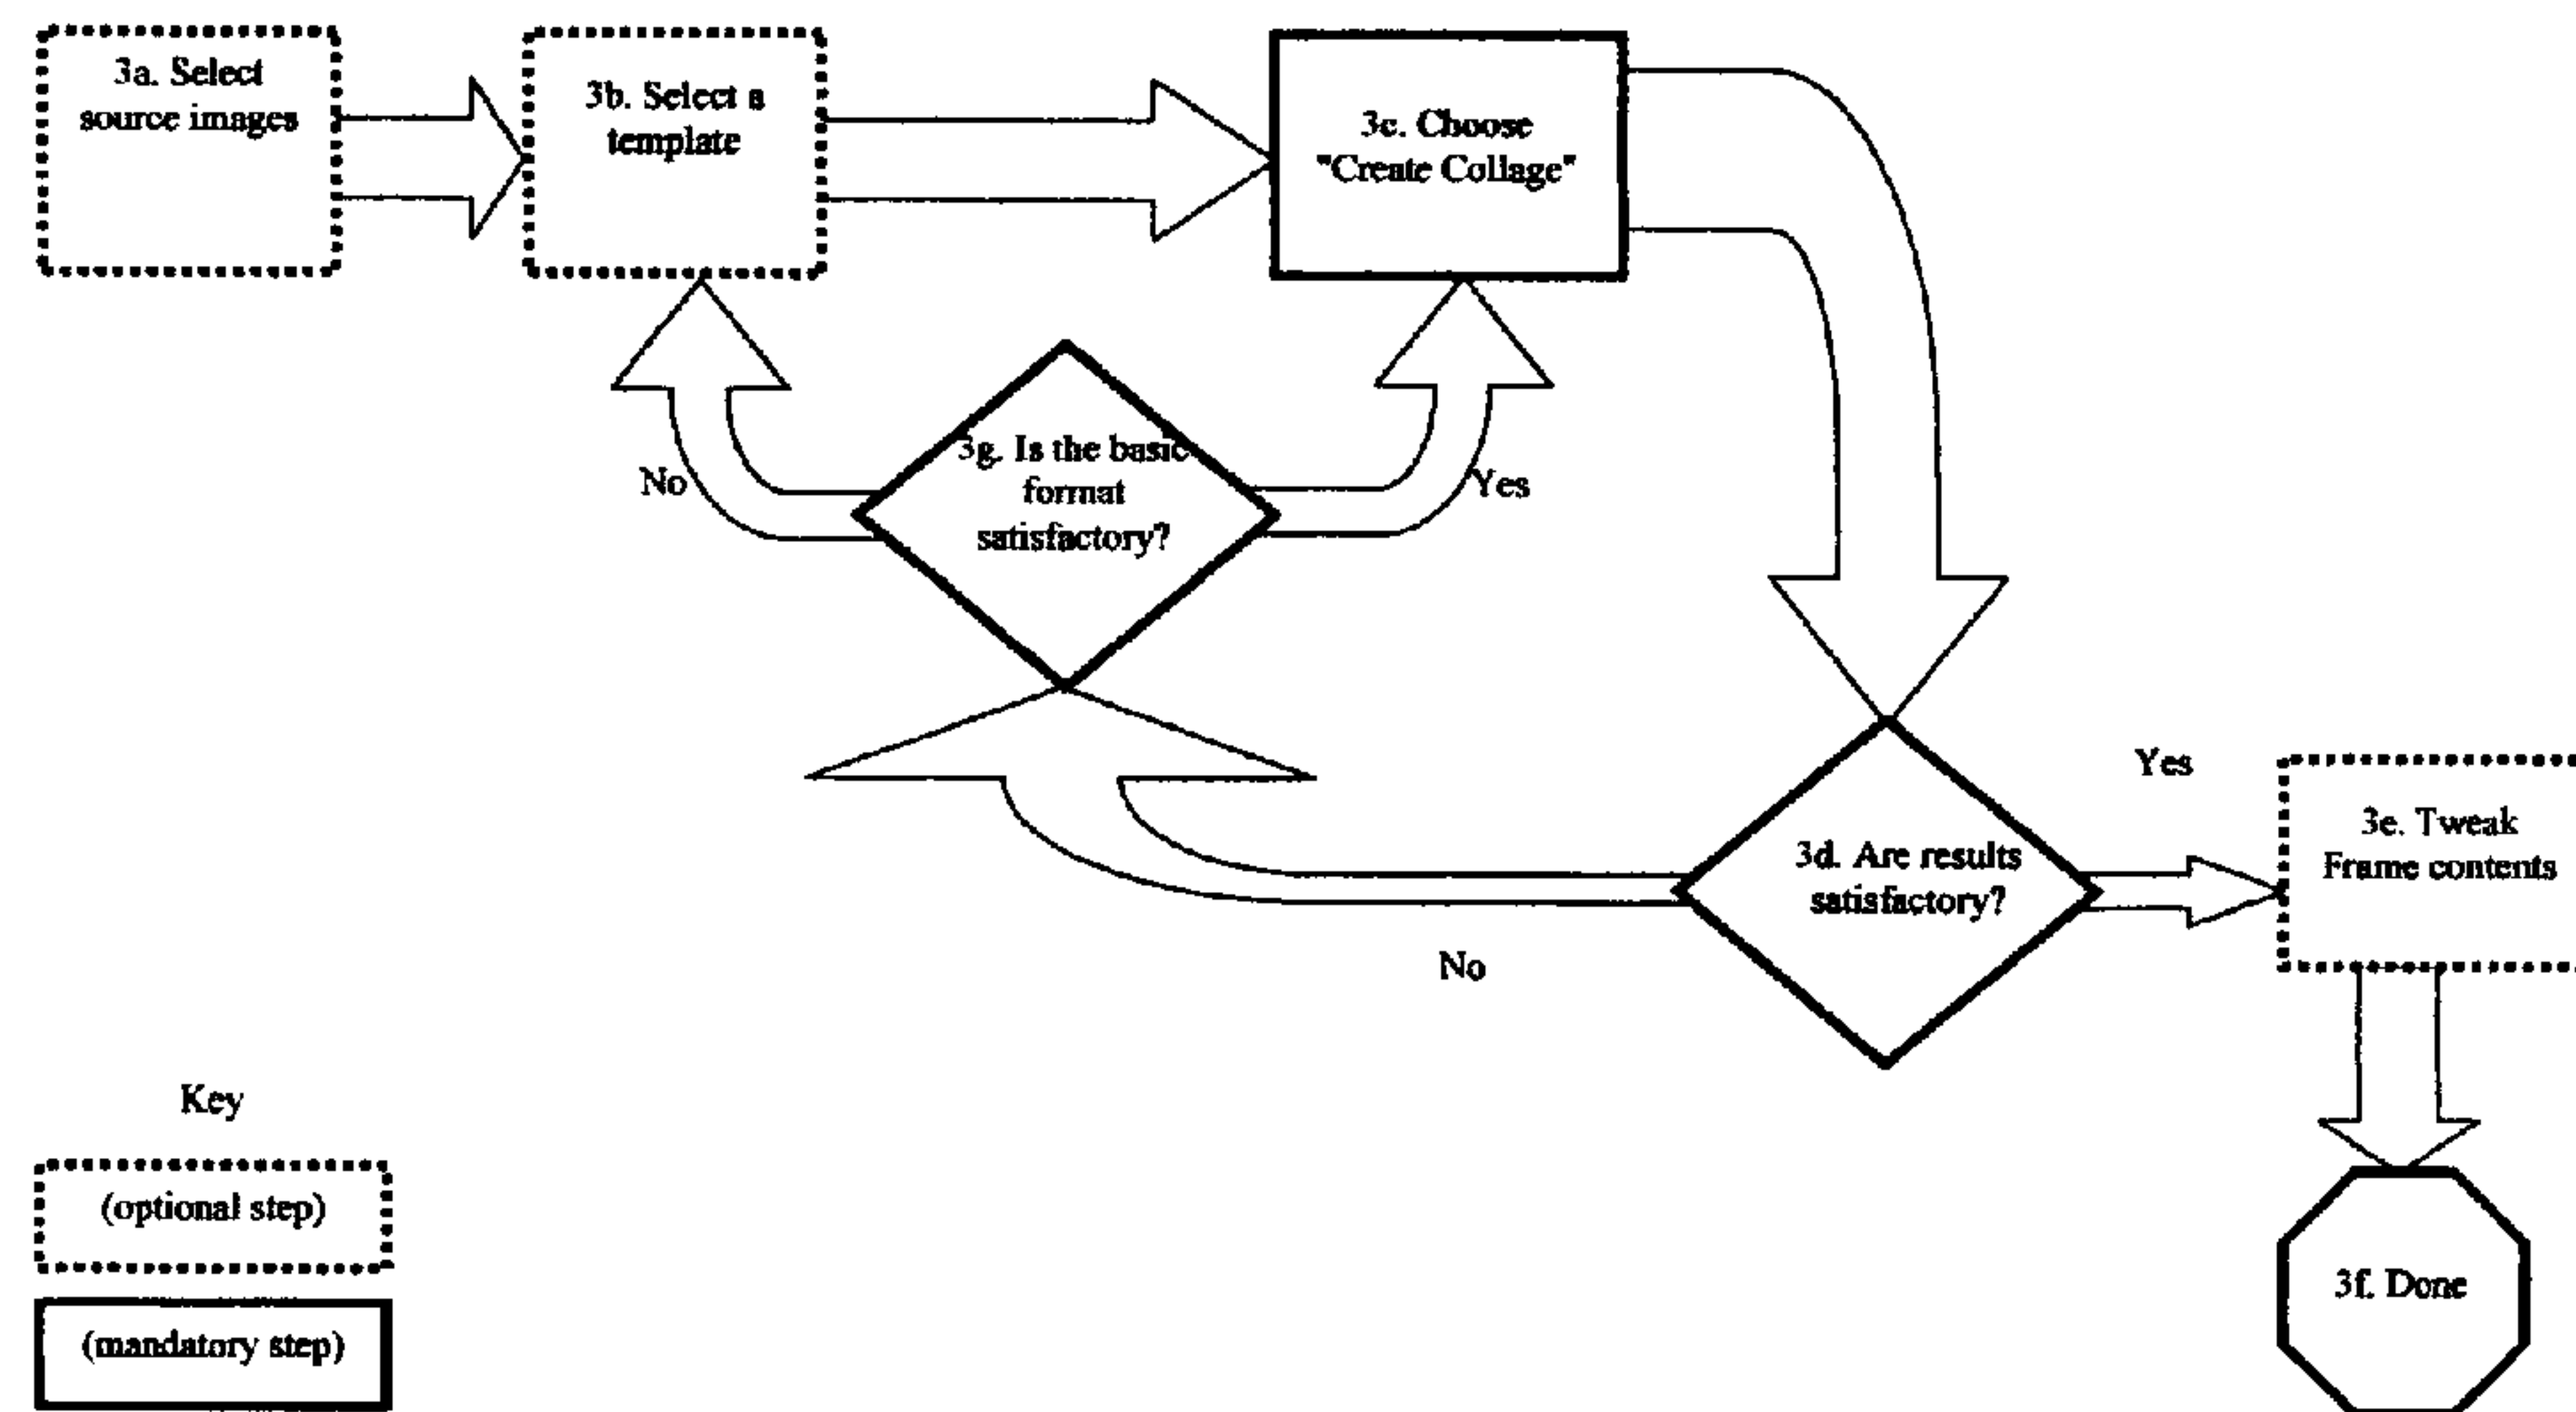 3a. Select
source images
3b. Select a
template
3c. Choose
"Create Collage"
3g. Is the basic
format
satisfactory?
No
Yes
3d. Are results
satisfactory?
Yes
No
3e. Tweak
Frame contents
3f. Done
Key
(optional step)
(mandatory step)